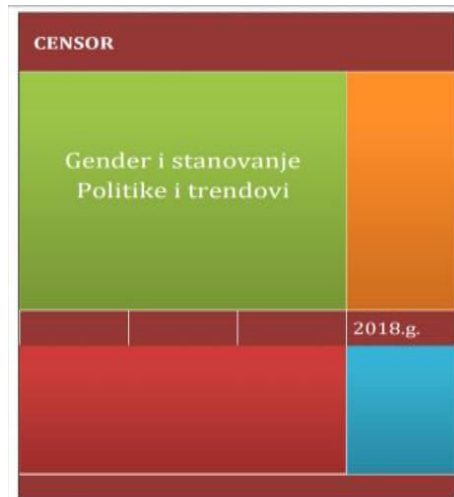 CENSOR
Gender i stanovanje
Politike i trendovi
2018.g.